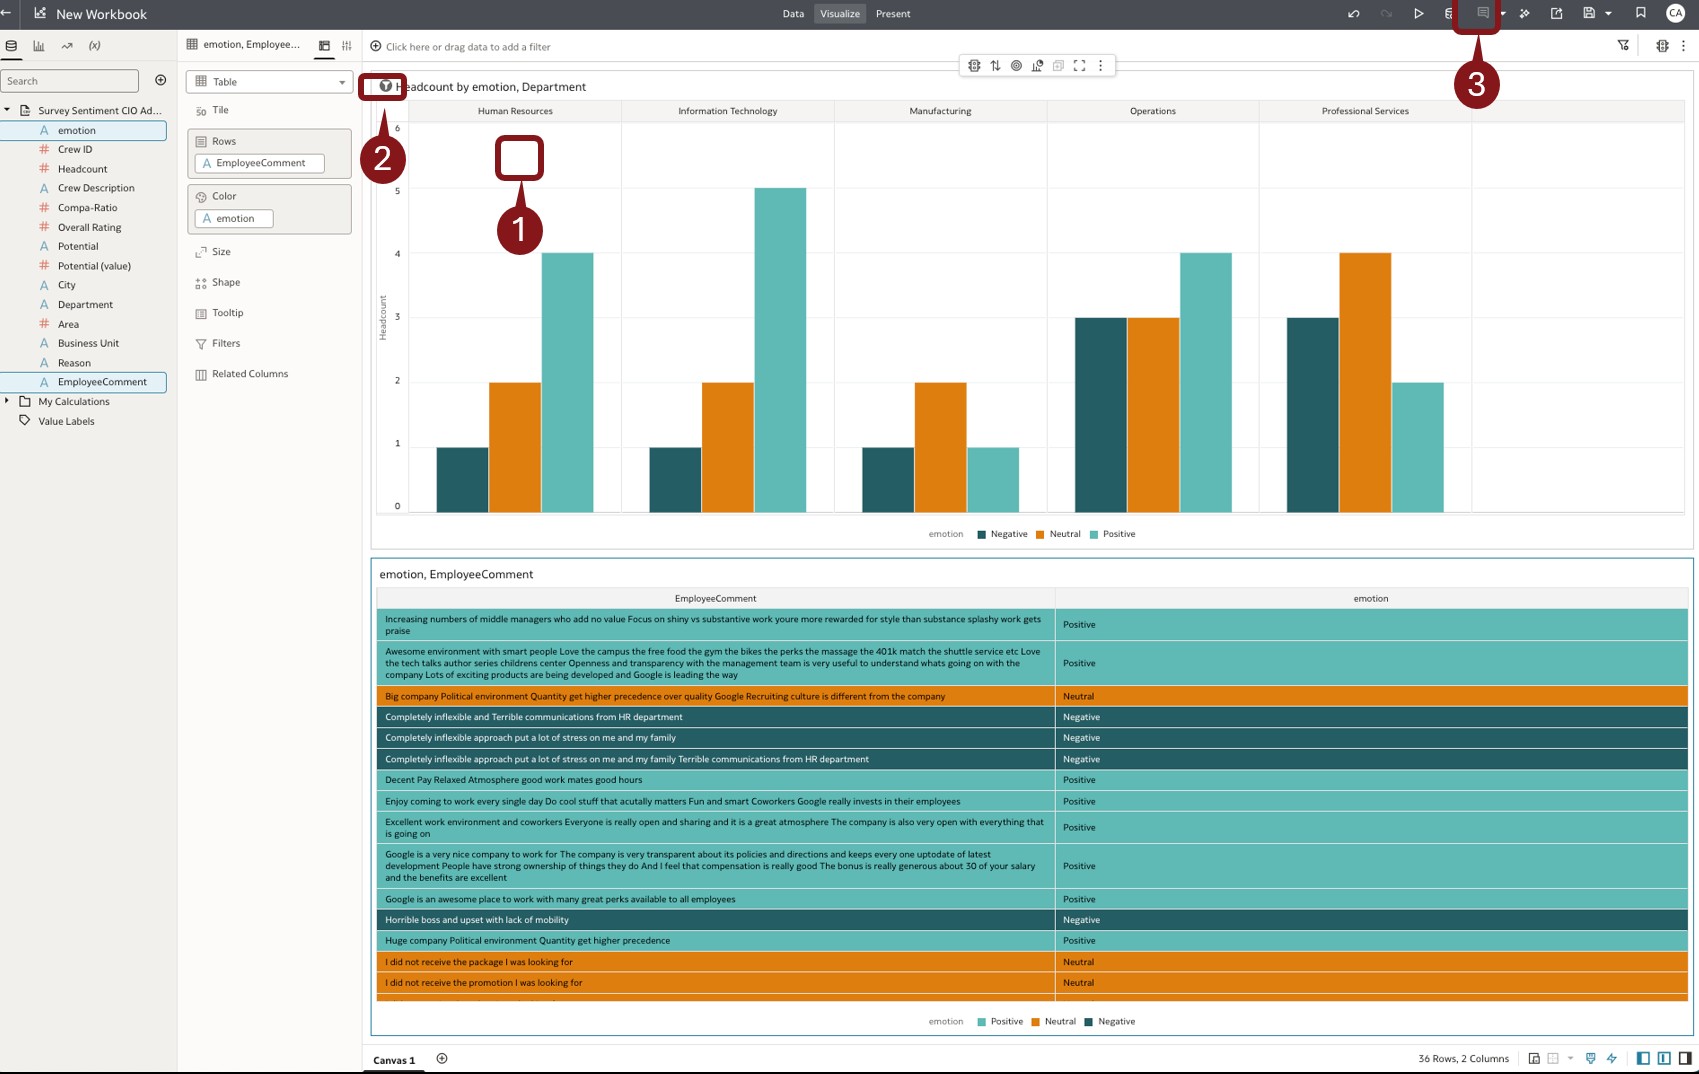 New Workbook
Data
Visualize
Present
CA
3
(x)
Search
Survey Sentiment CIO Ad...
A emotion
# Crew ID
# Headcount
A Crew Description
# Compa-Ratio
# Overall Rating
A Potential
# Potential (value)
A City
A Department
# Area
A Business Unit
A Reason
A EmployeeComment
My Calculations
Value Labels
emotion, Employee...
Table
Tile
Rows
A EmployeeComment
Color
A emotion
Size
Shape
Tooltip
Filters
Related Columns
Click here or drag data to add a filter
Headcount by emotion, Department
2
1
Human Resources
Information Technology
Manufacturing
Operations
Professional Services
6
5
4
3
2
1
0
Headcount
emotion Negative Neutral Positive
emotion, EmployeeComment
EmployeeComment emotion
Increasing numbers of middle managers who add no value Focus on shiny vs substantive work youre more rewarded for style than substance splashy work gets
praise
Positive
Awesome environment with smart people Love the campus the free food the gym the bikes the perks the massage the 401k match the shuttle service etc Love
the tech talks author series childrens center Openness and transparency with the management team is very useful to understand whats going on with the
company Lots of exciting products are being developed and Google is leading the way
Positive
Big company Political environment Quantity get higher precedence over quality Google Recruiting culture is different from the company
Neutral
Completely inflexible and Terrible communications from HR department
Negative
Completely inflexible approach put a lot of stress on me and my family
Negative
Completely inflexible approach put a lot of stress on me and my family Terrible communications from HR department
Negative
Decent Pay Relaxed Atmosphere good work mates good hours
Positive
Enjoy coming to work every single day Do cool stuff that acutally matters Fun and smart Coworkers Google really invests in their employees
Positive
Excellent work environment and coworkers Everyone is really open and sharing and it is a great atmosphere The company is also very open with everything that
is going on
Positive
Google is a very nice company to work for The company is very transparent about its policies and directions and keeps every one uptodate of latest
development People have strong ownership of things they do And I feel that compensation is really good The bonus is really generous about 30 of your salary
and the benefits are excellent
Positive
Google is an awesome place to work with many great perks available to all employees
Positive
Horrible boss and upset with lack of mobility
Negative
Huge company Political environment Quantity get higher precedence
Positive
I did not receive the package I was looking for
Neutral
I did not receive the promotion I was looking for
Neutral
emotion Positive Neutral Negative
Canvas 1
36 Rows, 2 Columns